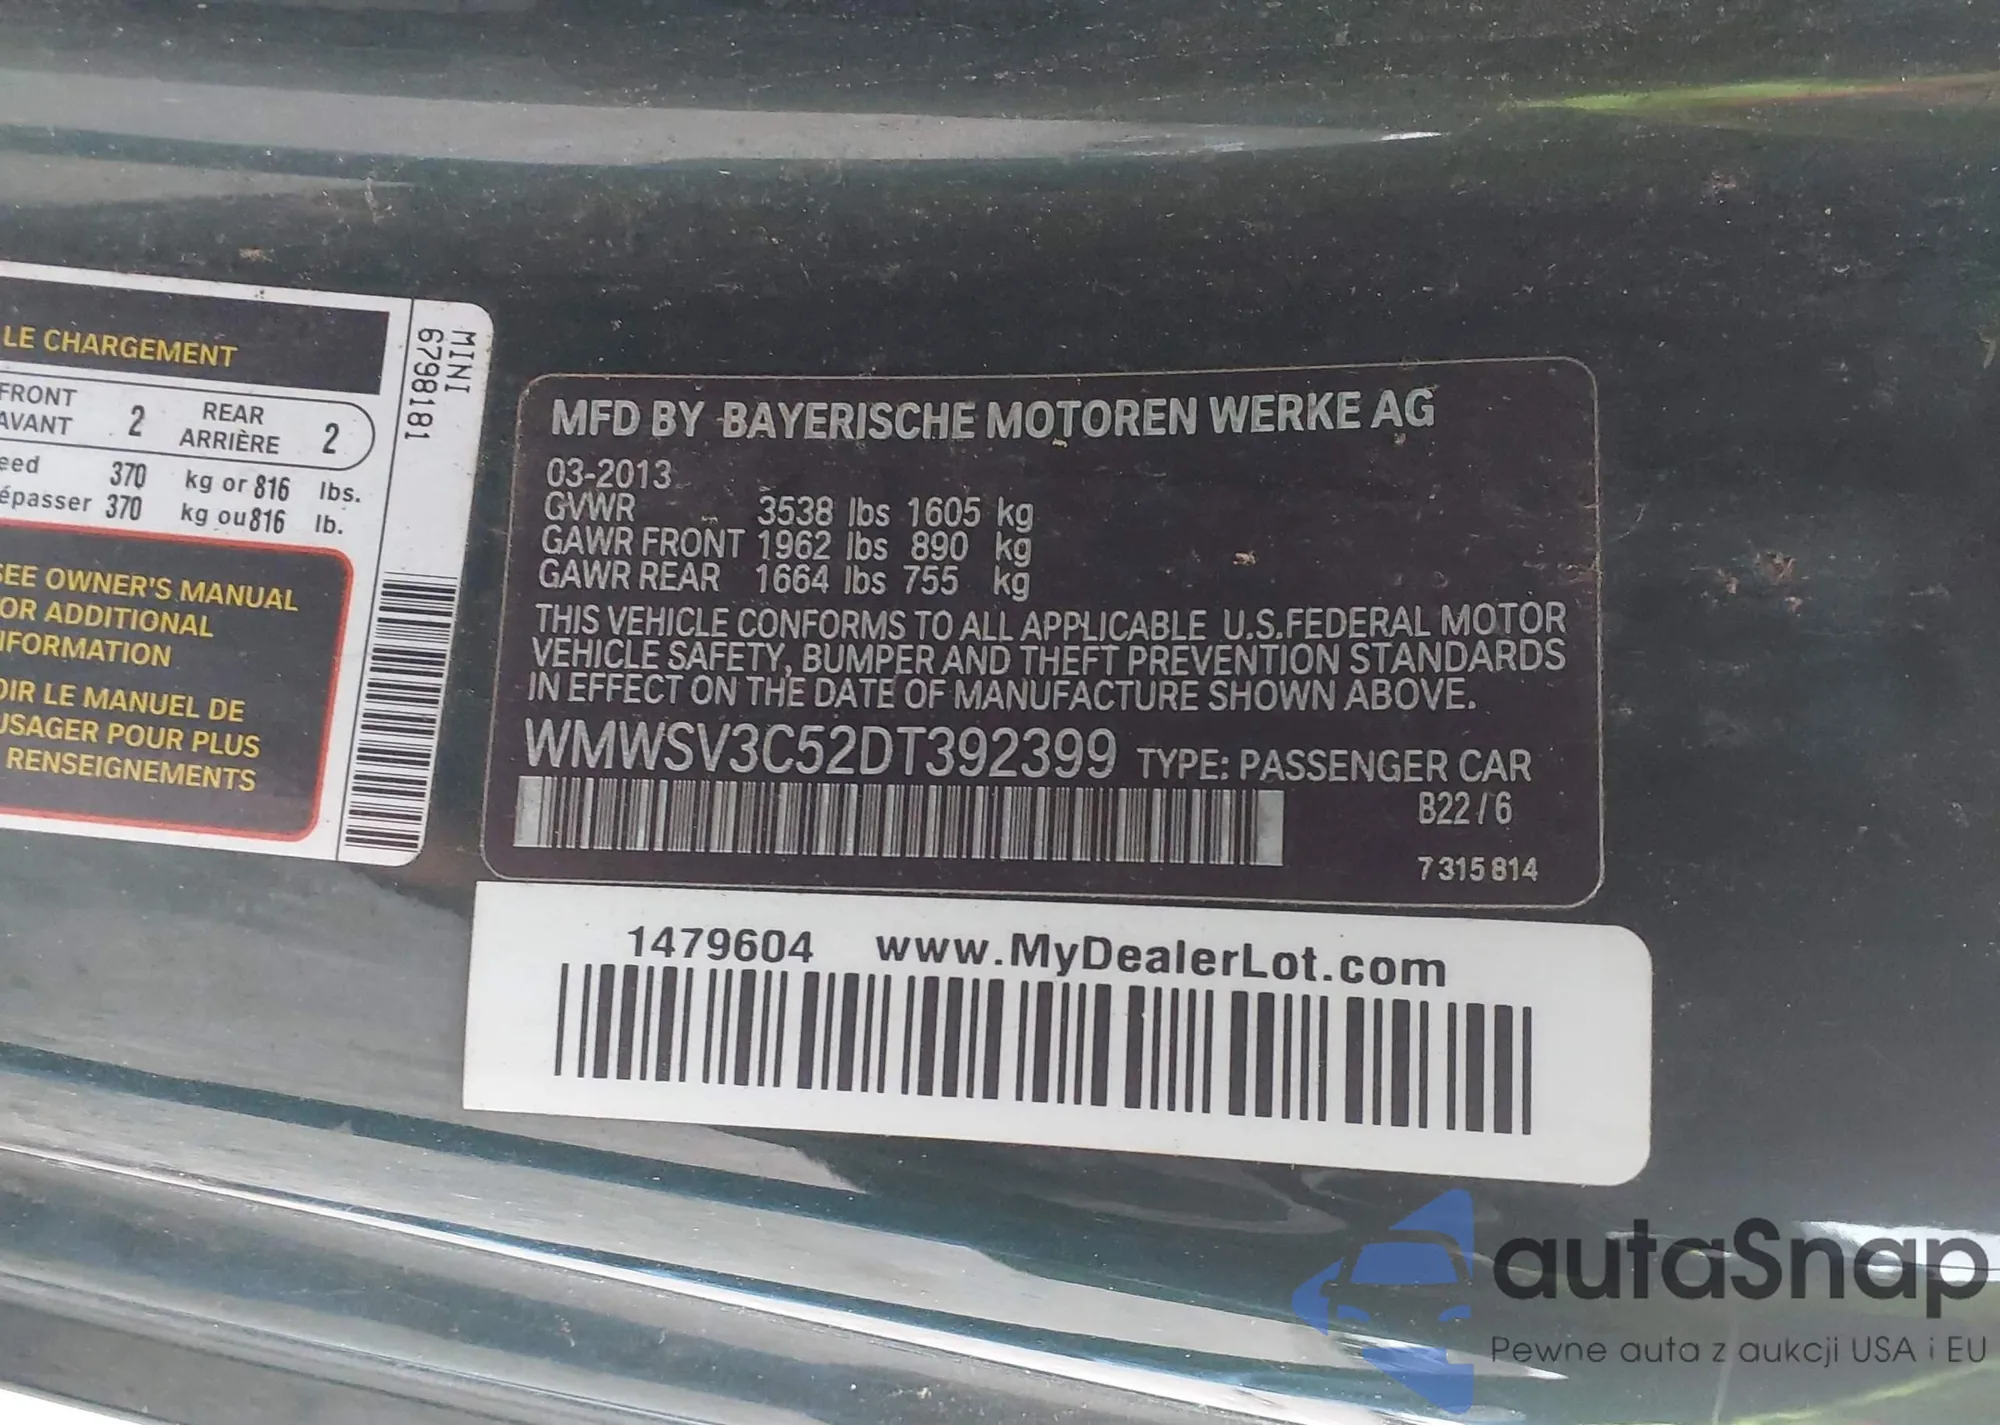 LE CHARGEMENT
FRONT
AVANT 2 REAR
ARRIÈRE 2
eed 370 kg or 816 lbs.
épasser 370 kg ou 816 lb.
SEE OWNER'S MANUAL
OR ADDITIONAL
NFORMATION
OIR LE MANUEL DE
USAGER POUR PLUS
RENSEIGNEMENTS
MINI
6798181
MFD BY BAYERISCHE MOTOREN WERKE AG
03-2013
GVWR 3538 lbs 1605 kg
GAWR FRONT 1962 lbs 890 kg
GAWR REAR 1664 lbs 755 kg
THIS VEHICLE CONFORMS TO ALL APPLICABLE U.S.FEDERAL MOTOR
VEHICLE SAFETY, BUMPER AND THEFT PREVENTION STANDARDS
IN EFFECT ON THE DATE OF MANUFACTURE SHOWN ABOVE.
WMWSV3C52DT392399 TYPE: PASSENGER CAR
B22/6
7 315 814
1479604 www.MyDealerLot.com
autaSnap
Pewne auta z aukcji USA i EU